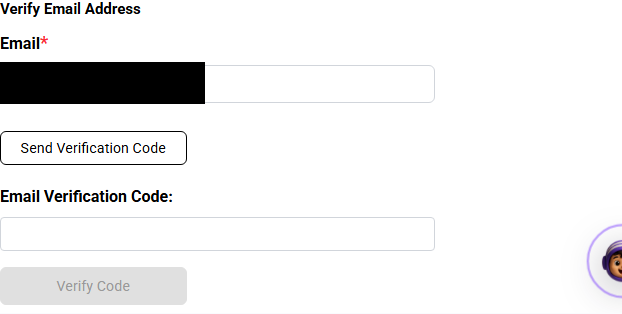 Verify Email Address
Email*
Send Verification Code
Email Verification Code:
Verify Code